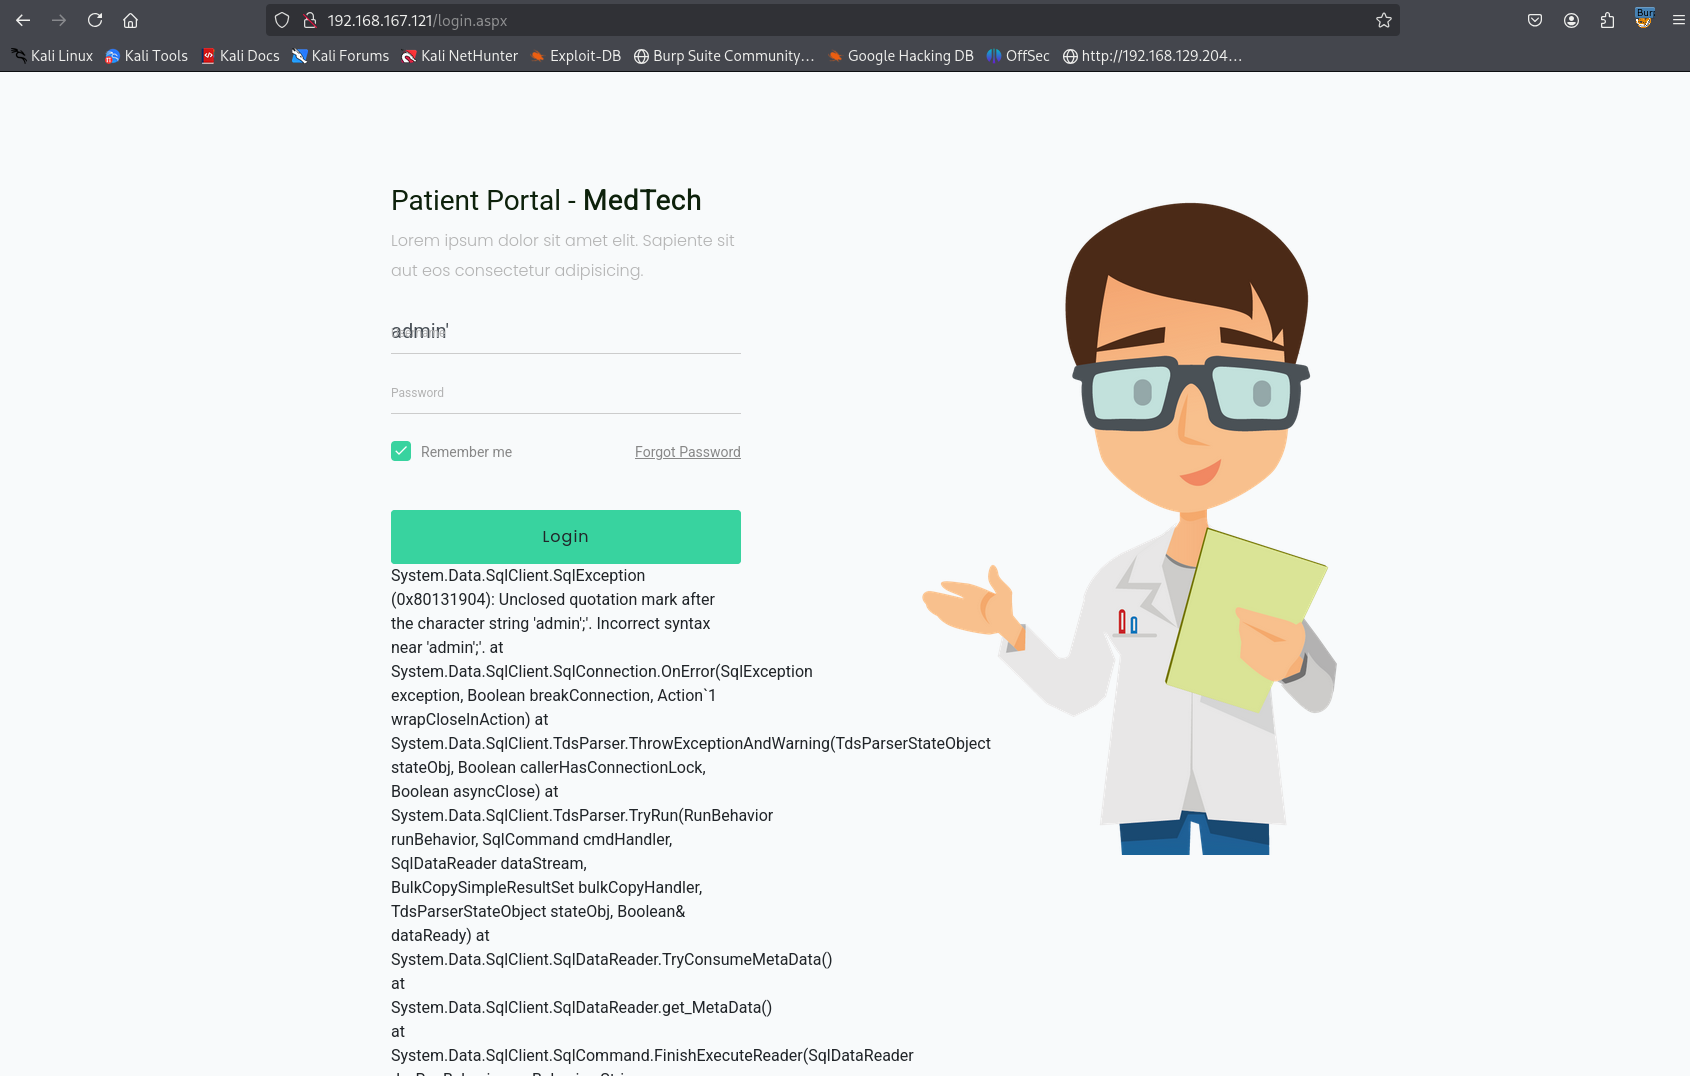 192.168.167.121/login.aspx
Kali Linux Kali Tools Kali Docs Kali Forums Kali NetHunter Exploit-DB Burp Suite Community… Google Hacking DB OffSec http://192.168.129.204…
Patient Portal - MedTech
Lorem ipsum dolor sit amet elit. Sapiente sit
aut eos consectetur adipisicing.
admin'
Password
Remember me Forgot Password
Login
System.Data.SqlClient.SqlException
(0x80131904): Unclosed quotation mark after
the character string 'admin';'. Incorrect syntax
near 'admin';'. at
System.Data.SqlClient.SqlConnection.OnError(SqlException
exception, Boolean breakConnection, Action`1
wrapCloseInAction) at
System.Data.SqlClient.TdsParser.ThrowExceptionAndWarning(TdsParserStateObject
stateObj, Boolean callerHasConnectionLock,
Boolean asyncClose) at
System.Data.SqlClient.TdsParser.TryRun(RunBehavior
runBehavior, SqlCommand cmdHandler,
SqlDataReader dataStream,
BulkCopySimpleResultSet bulkCopyHandler,
TdsParserStateObject stateObj, Boolean&
dataReady) at
System.Data.SqlClient.SqlDataReader.TryConsumeMetaData()
at
System.Data.SqlClient.SqlDataReader.get_MetaData()
at
System.Data.SqlClient.SqlCommand.FinishExecuteReader(SqlDataReader